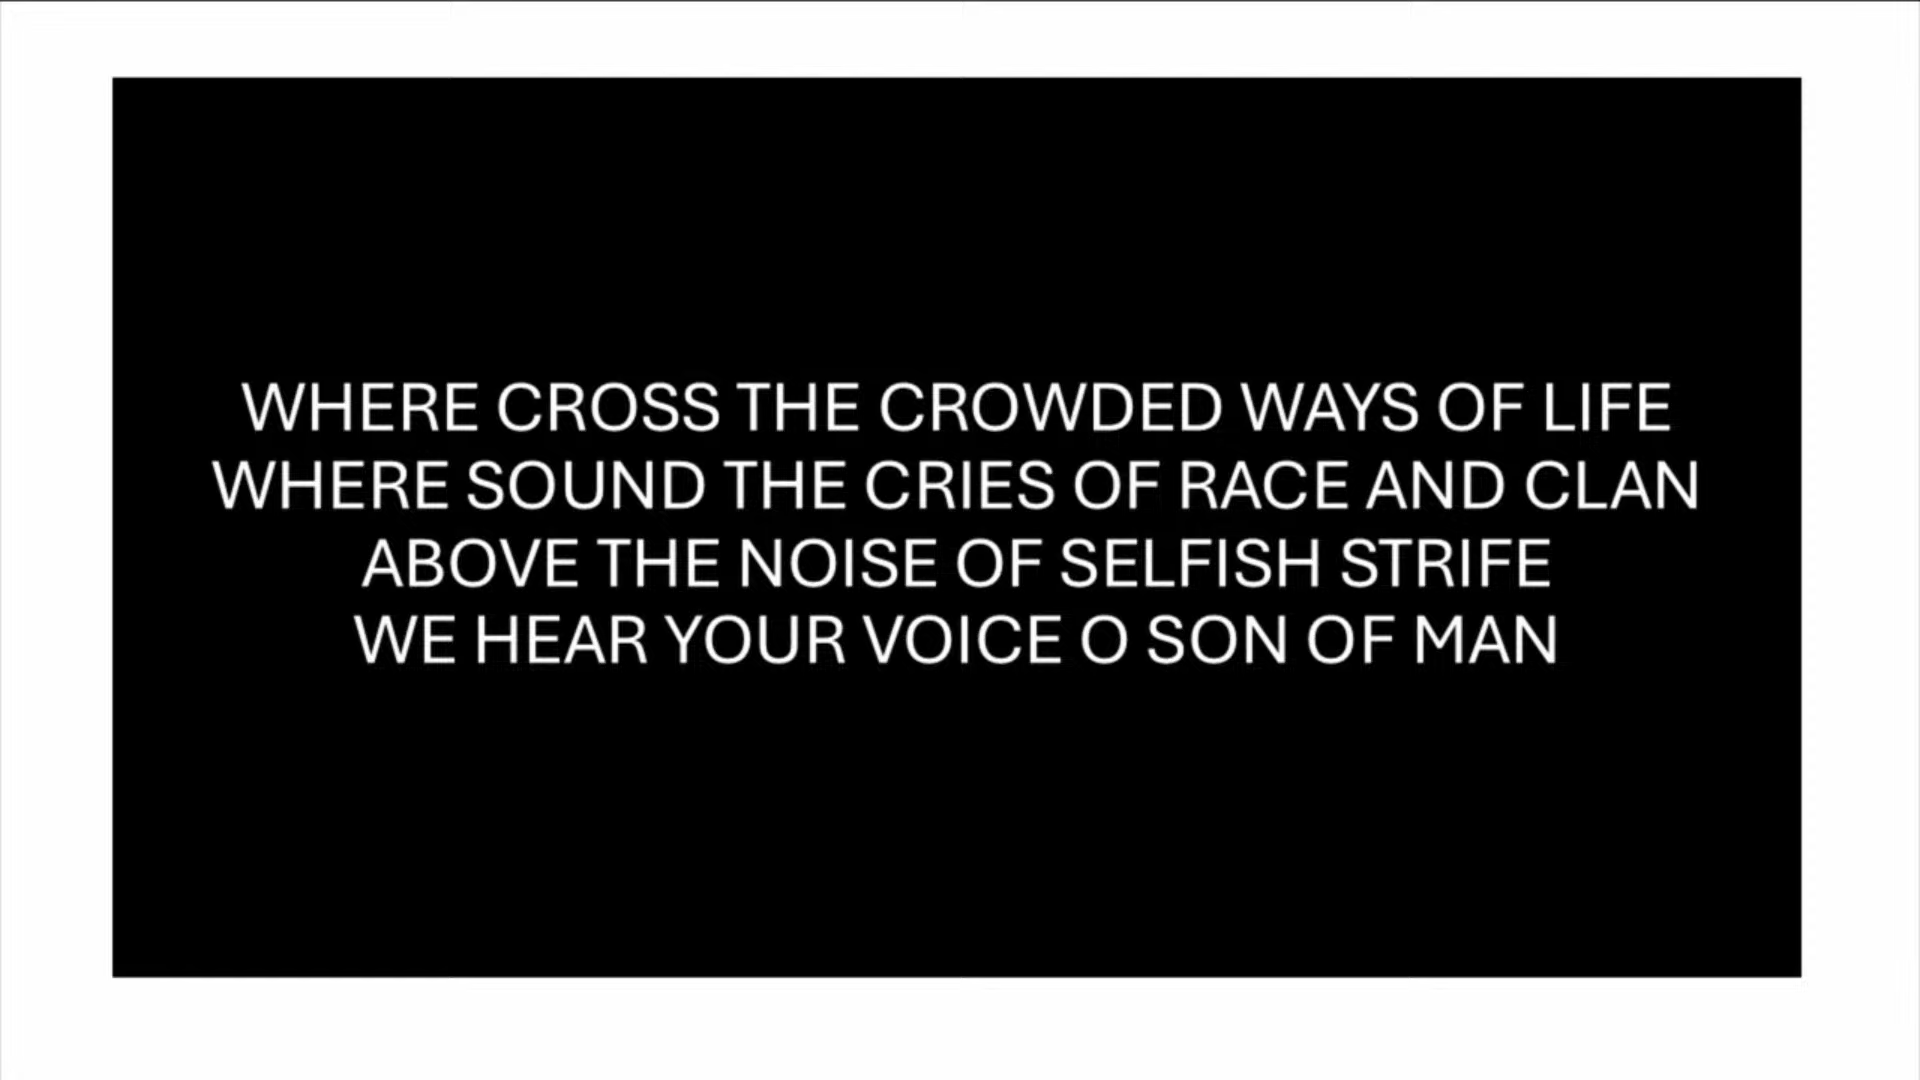 WHERE CROSS THE CROWDED WAYS OF LIFE
WHERE SOUND THE CRIES OF RACE AND CLAN
ABOVE THE NOISE OF SELFISH STRIFE
WE HEAR YOUR VOICE O SON OF MAN